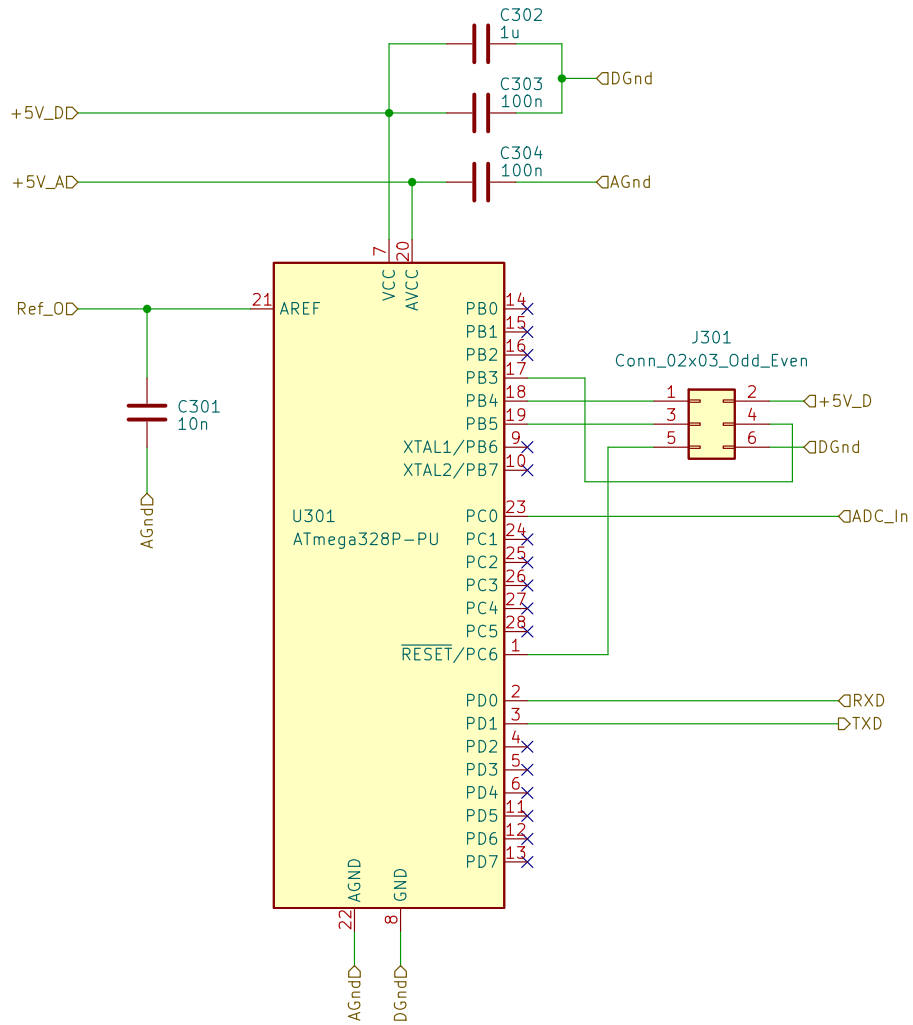 C302
1u
DGnd
C303
100n
+5V_D
C304
100n
+5V_A
AGnd
7
20
VCC
AVCC
Ref_O
21
AREF
C301
10n
AGnd
U301
ATmega328P-PU
PB0 14
PB1 15
PB2 16
PB3 17
PB4 18
PB5 19
XTAL1/PB6 9
XTAL2/PB7 10
PC0 23
PC1 24
PC2 25
PC3 26
PC4 27
PC5 28
RESET/PC6 1
PD0 2
PD1 3
PD2 4
PD3 5
PD4 6
PD5 11
PD6 12
PD7 13
J301
Conn_02x03_Odd_Even
1 2 +5V_D
3 4
5 6 DGnd
ADC_In
RXD
TXD
AGND
GND
22
8
AGnd
DGnd